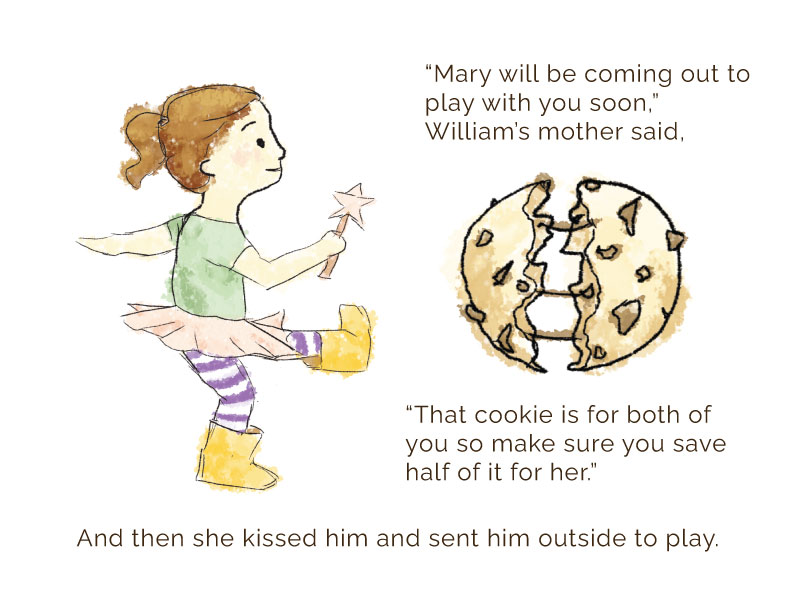 “Mary will be coming out to
play with you soon,”
William’s mother said,
“That cookie is for both of
you so make sure you save
half of it for her.”
And then she kissed him and sent him outside to play.